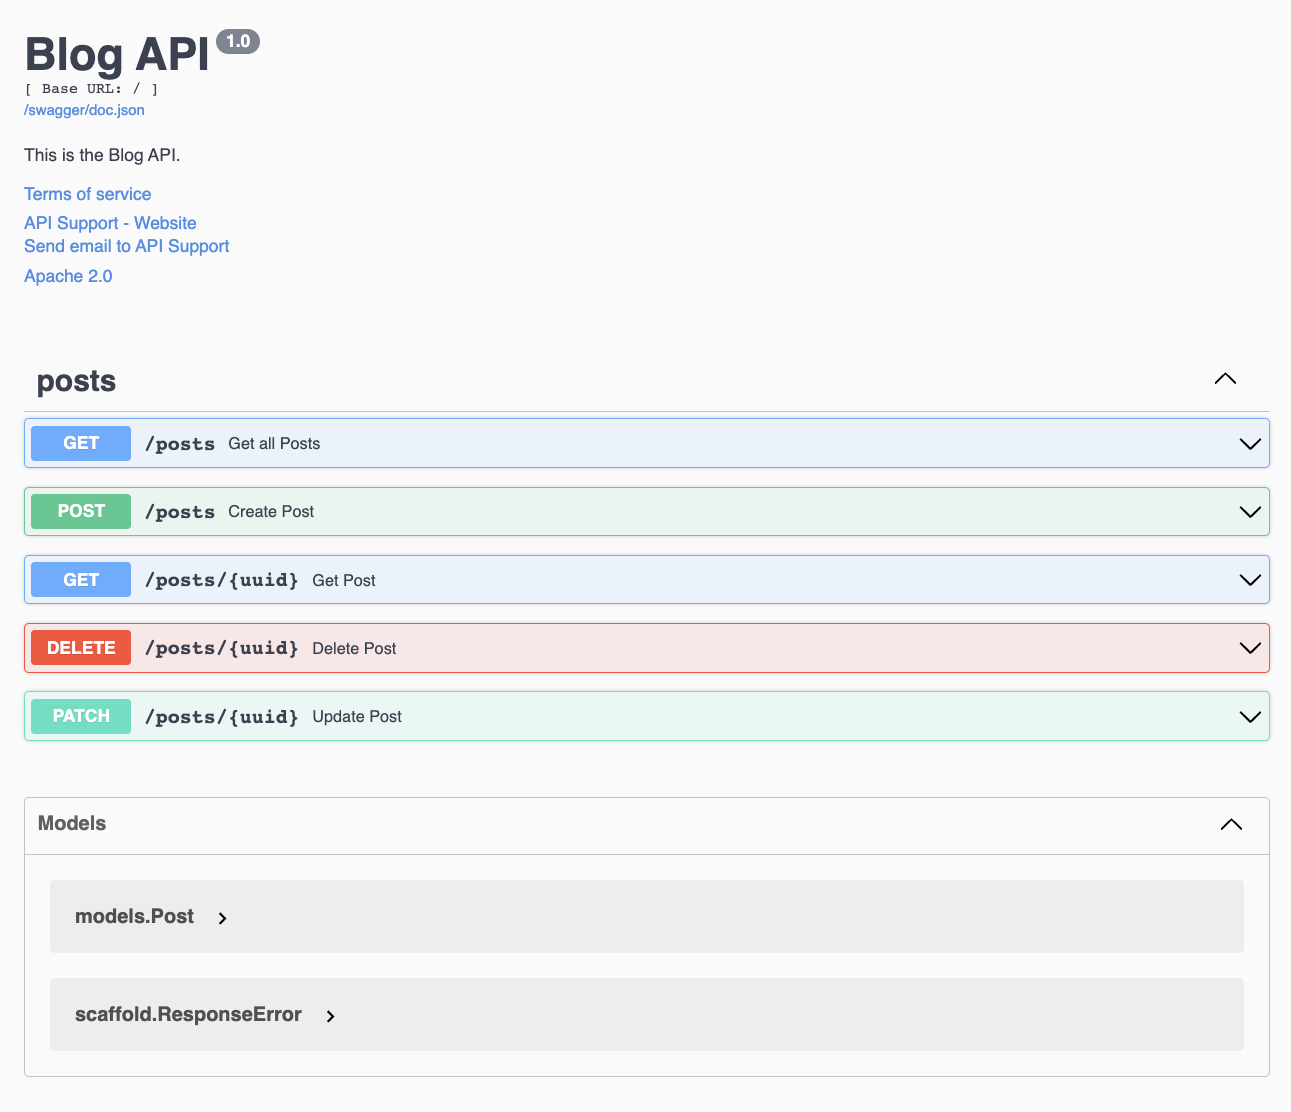 Blog API 1.0
[ Base URL: / ]
/swagger/doc.json
This is the Blog API.
Terms of service
API Support - Website
Send email to API Support
Apache 2.0
posts
GET /posts Get all Posts
POST /posts Create Post
GET /posts/{uuid} Get Post
DELETE /posts/{uuid} Delete Post
PATCH /posts/{uuid} Update Post
Models
models.Post
scaffold.ResponseError